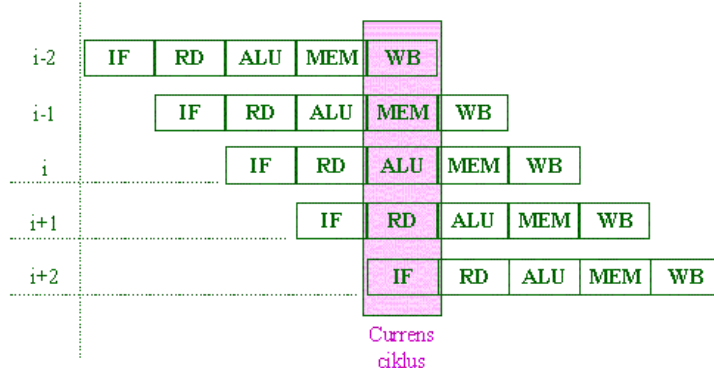 i-2 IF RD ALU MEM WB
i-1 IF RD ALU MEM WB
i IF RD ALU MEM WB
i+1 IF RD ALU MEM WB
i+2 IF RD ALU MEM WB
Currens
ciklus